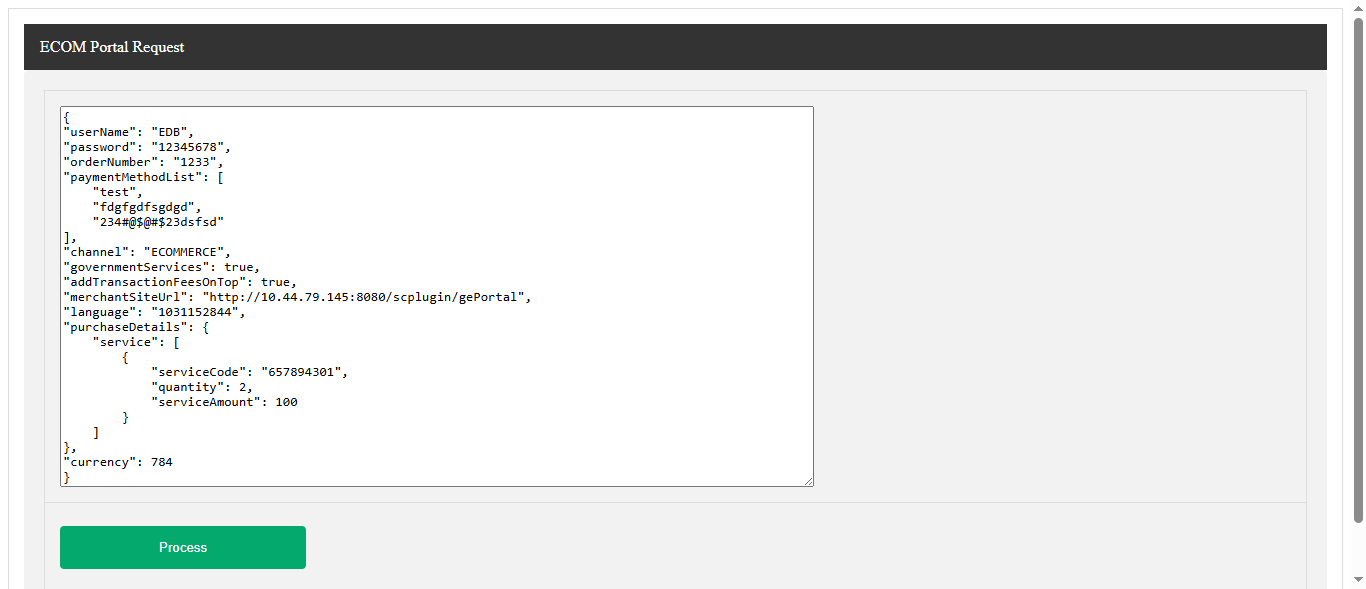 ECOM Portal Request
{
"userName": "EDB",
"password": "12345678",
"orderNumber": "1233",
"paymentMethodList": [
    "test",
    "fdgfgdfsgdgd",
    "234#@$@#$23dsfsd"
],
"channel": "ECOMMERCE",
"governmentServices": true,
"addTransactionFeesOnTop": true,
"merchantSiteUrl": "http://10.44.79.145:8080/scplugin/gePortal",
"language": "1031152844",
"purchaseDetails": {
    "service": [
        {
            "serviceCode": "657894301",
            "quantity": 2,
            "serviceAmount": 100
        }
    ]
},
"currency": 784
}
Process